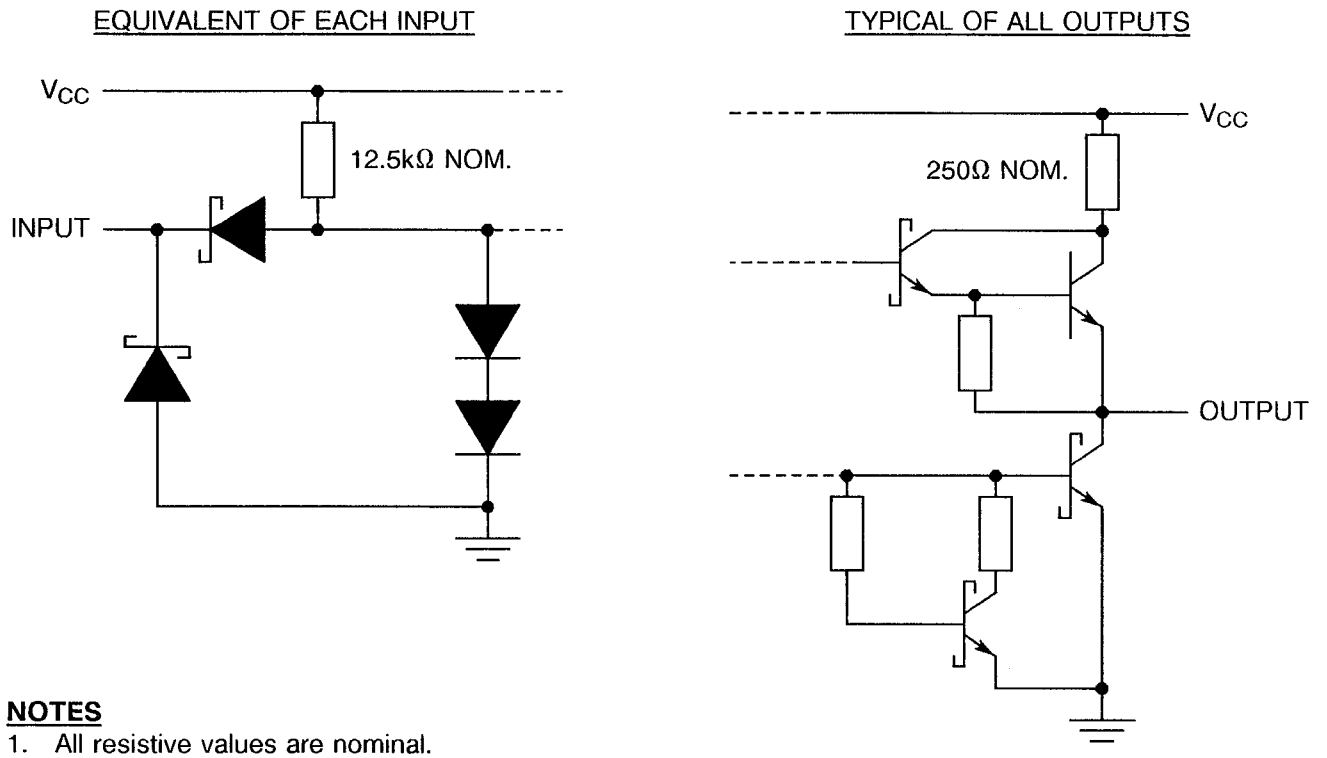 EQUIVALENT OF EACH INPUT
TYPICAL OF ALL OUTPUTS
VCC
12.5kΩ NOM.
INPUT
VCC
250Ω NOM.
OUTPUT
NOTES
1. All resistive values are nominal.